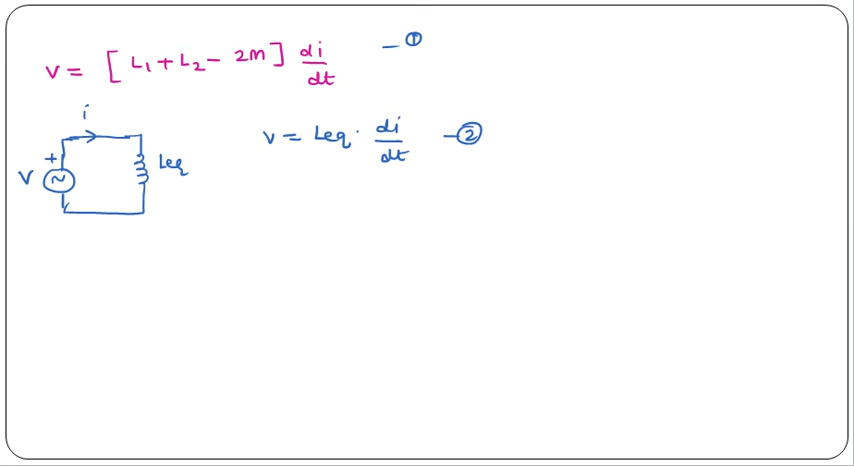 V = [ L₁ + L₂ - 2M ] di/dt - ①
i
V = Leq · di/dt - ②
+ Leq
V ~